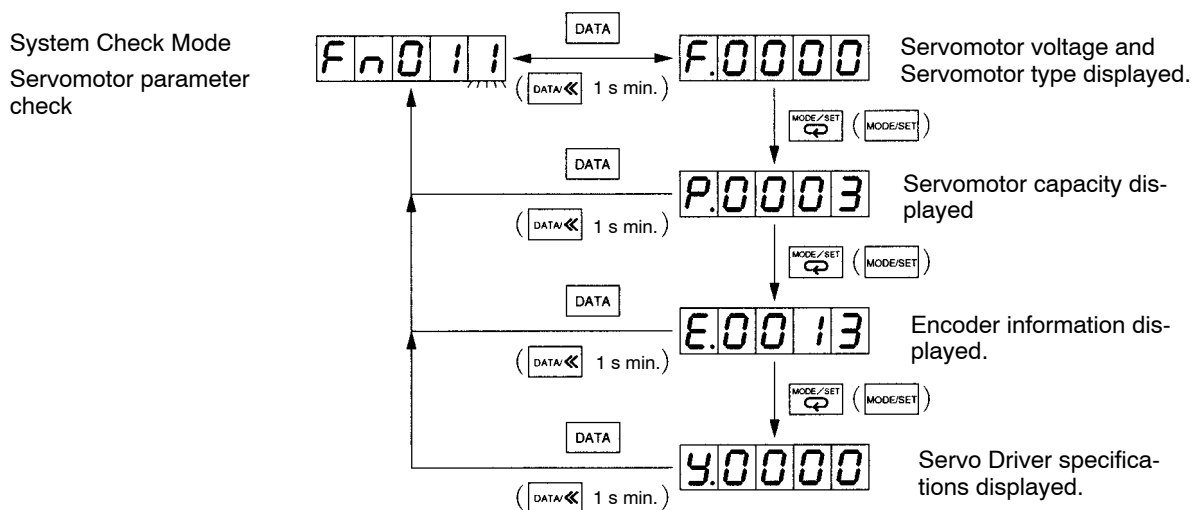 System Check Mode
Servomotor parameter
check
Fn011
DATA
(DATA/≪ 1 s min.)
F.0000
Servomotor voltage and
Servomotor type displayed.
MODE/SET (MODE/SET)
DATA
(DATA/≪ 1 s min.)
P.0003
Servomotor capacity dis-
played
MODE/SET (MODE/SET)
DATA
(DATA/≪ 1 s min.)
E.0013
Encoder information dis-
played.
MODE/SET (MODE/SET)
DATA
(DATA/≪ 1 s min.)
y.0000
Servo Driver specifica-
tions displayed.